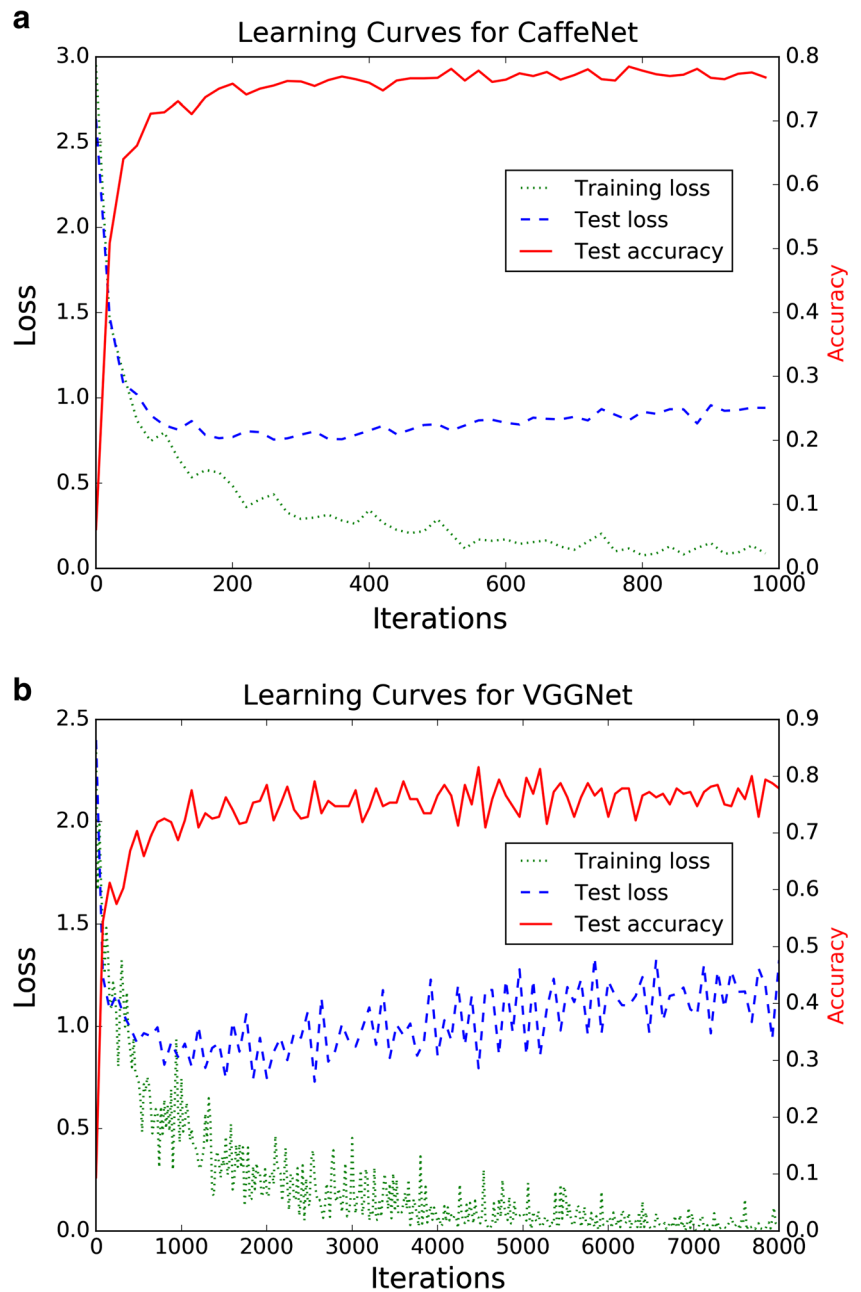 a
Learning Curves for CaffeNet
3.0
2.5
2.0
1.5
1.0
0.5
0.0
Loss
0.8
0.7
0.6
0.5
0.4
0.3
0.2
0.1
0.0
Accuracy
Training loss
Test loss
Test accuracy
0 200 400 600 800 1000
Iterations
b
Learning Curves for VGGNet
2.5
2.0
1.5
1.0
0.5
0.0
Loss
0.9
0.8
0.7
0.6
0.5
0.4
0.3
0.2
0.1
0.0
Accuracy
Training loss
Test loss
Test accuracy
0 1000 2000 3000 4000 5000 6000 7000 8000
Iterations